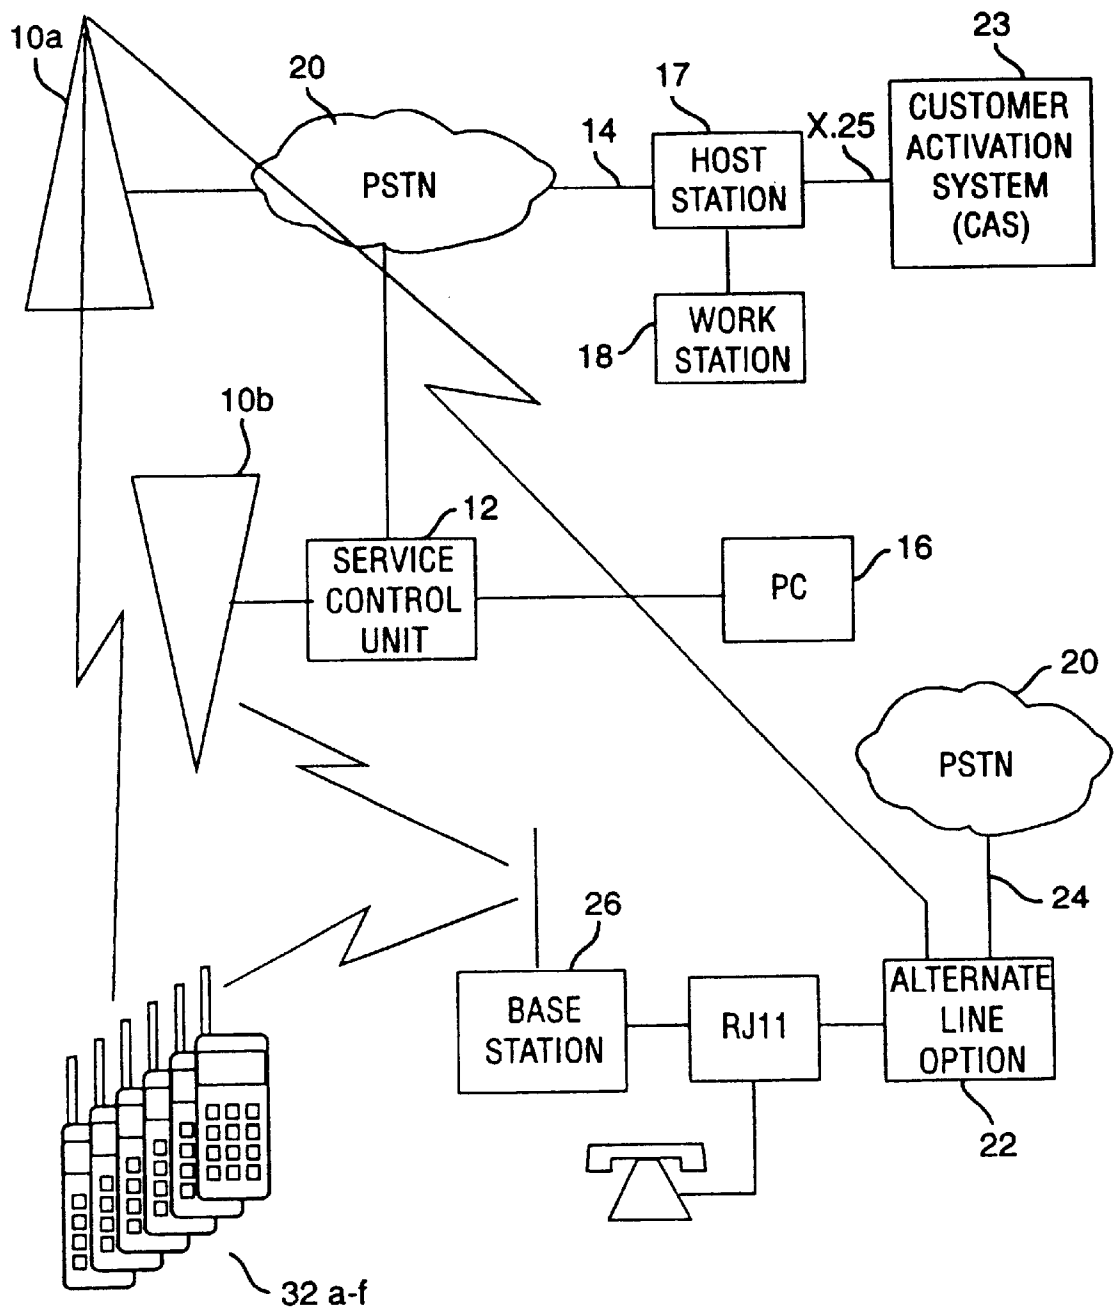 10a
20
17
23
PSTN
14
HOST
STATION
X.25
CUSTOMER
ACTIVATION
SYSTEM
(CAS)
18
WORK
STATION
10b
12
SERVICE
CONTROL
UNIT
PC
16
20
PSTN
24
26
BASE
STATION
RJ11
ALTERNATE
LINE
OPTION
22
32 a-f